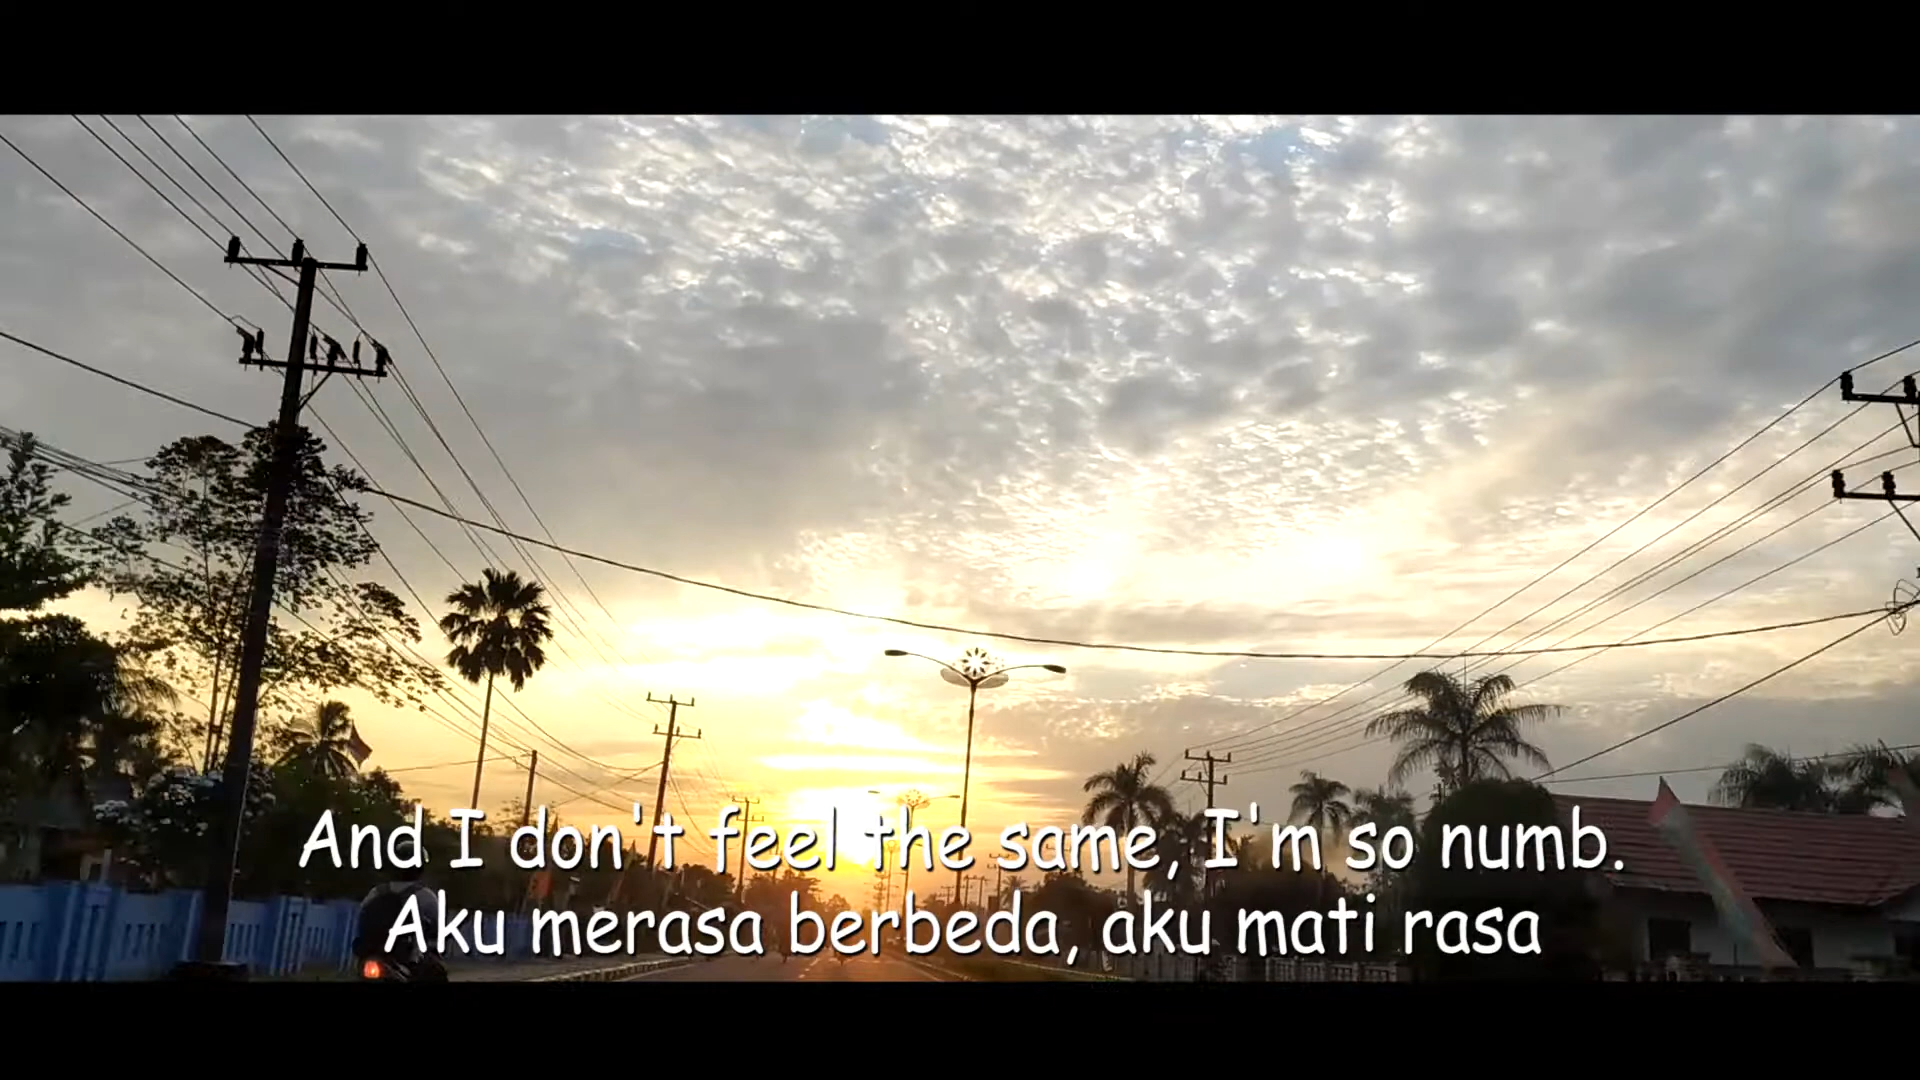 And I don't feel the same, I'm so numb.
Aku merasa berbeda, aku mati rasa